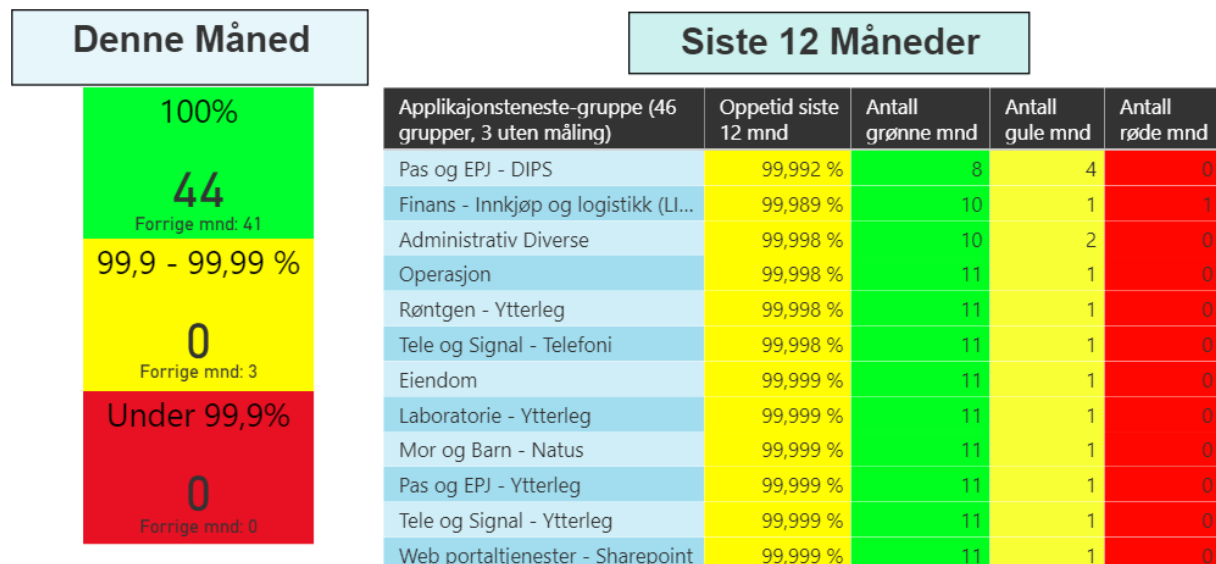 Denne Måned
Siste 12 Måneder
100%
44
Forrige mnd: 41
99,9 - 99,99 %
0
Forrige mnd: 3
Under 99,9%
0
Forrige mnd: 0
Applikajonsteneste-gruppe (46 grupper, 3 uten måling) Oppetid siste 12 mnd Antall grønne mnd Antall gule mnd Antall røde mnd
Pas og EPJ - DIPS 99,992 % 8 4 0
Finans - Innkjøp og logistikk (LI... 99,989 % 10 1 1
Administrativ Diverse 99,998 % 10 2 0
Operasjon 99,998 % 11 1 0
Røntgen - Ytterleg 99,998 % 11 1 0
Tele og Signal - Telefoni 99,998 % 11 1 0
Eiendom 99,999 % 11 1 0
Laboratorie - Ytterleg 99,999 % 11 1 0
Mor og Barn - Natus 99,999 % 11 1 0
Pas og EPJ - Ytterleg 99,999 % 11 1 0
Tele og Signal - Ytterleg 99,999 % 11 1 0
Web portaltienester - Sharepoint 99,999 % 11 1 0